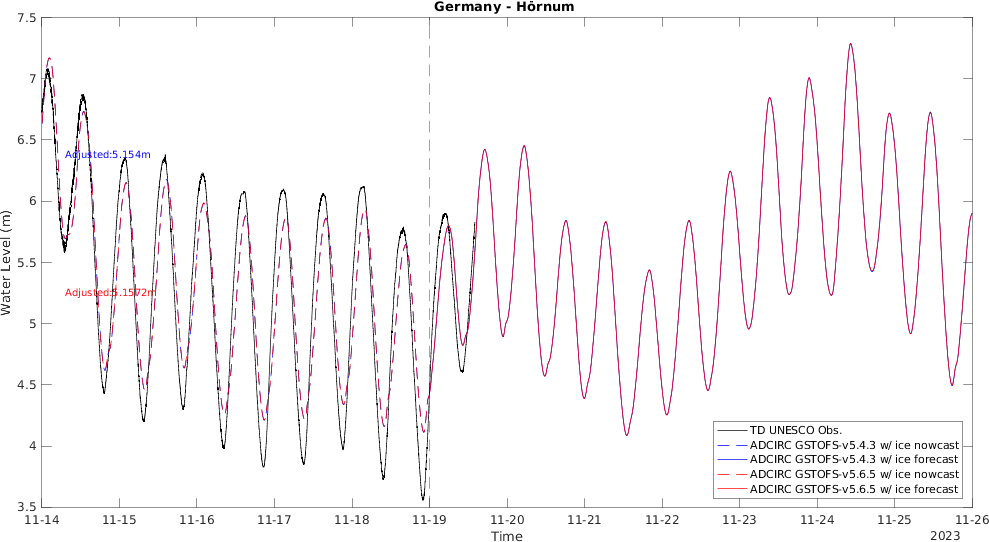 Germany - Hörnum
7.5
7
6.5
6
5.5
5
4.5
4
3.5
Water Level (m)
Adjusted:5.154m
Adjusted:5.1572m
TD UNESCO Obs.
ADCIRC GSTOFS-v5.4.3 w/ ice nowcast
ADCIRC GSTOFS-v5.4.3 w/ ice forecast
ADCIRC GSTOFS-v5.6.5 w/ ice nowcast
ADCIRC GSTOFS-v5.6.5 w/ ice forecast
11-14 11-15 11-16 11-17 11-18 11-19 11-20 11-21 11-22 11-23 11-24 11-25 11-26
Time
2023